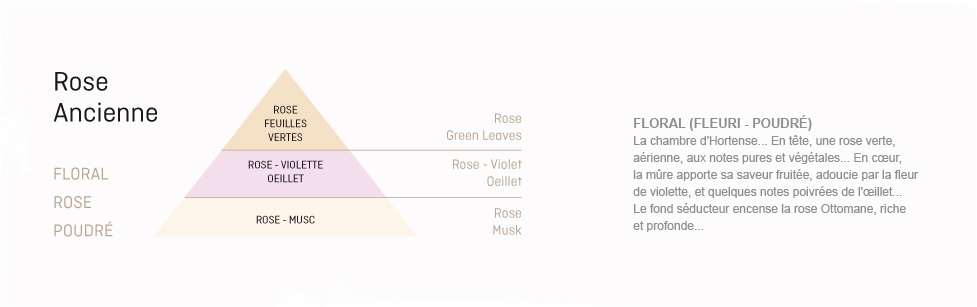 Rose
Ancienne
FLORAL
ROSE
POUDRÉ
ROSE
FEUILLES
VERTES
ROSE - VIOLETTE
OEILLET
ROSE - MUSC
Rose
Green Leaves
Rose - Violet
Oeillet
Rose
Musk
FLORAL (FLEURI - POUDRÉ)
La chambre d'Hortense... En tête, une rose verte,
aérienne, aux notes pures et végétales... En cœur,
la mûre apporte sa saveur fruitée, adoucie par la fleur
de violette, et quelques notes poivrées de l'œillet...
Le fond séducteur encense la rose Ottomane, riche
et profonde...